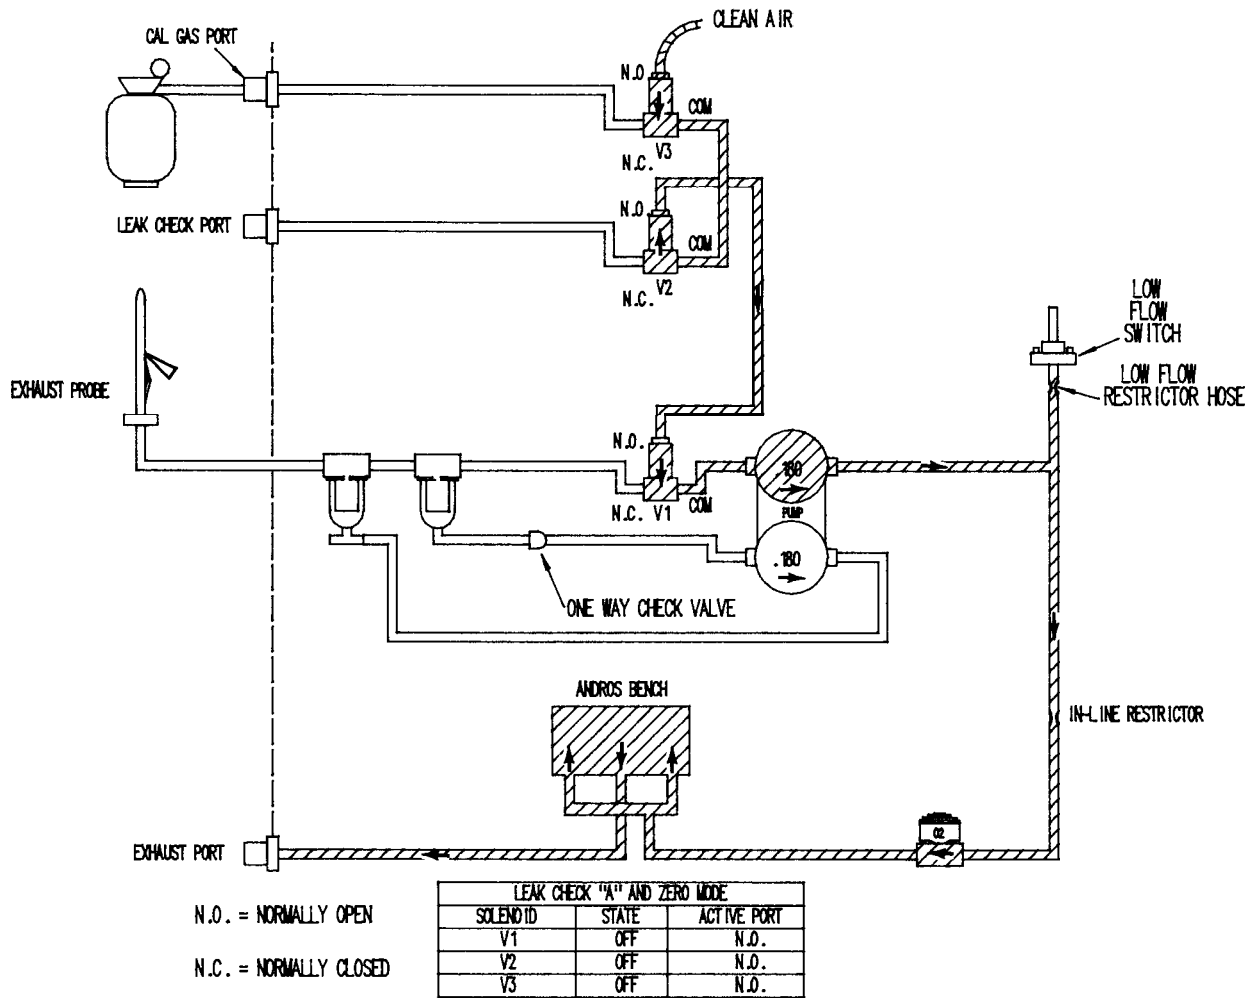 CLEAN AIR
CAL GAS PORT
N.O
COM
V3
N.C.
N.O
LEAK CHECK PORT
COM
V2
N.C.
LOW
FLOW
SWITCH
EXHAUST PROBE
LOW FLOW
RESTRICTOR HOSE
N.O.
.180
N.C. V1
COM
PUMP
.180
ONE WAY CHECK VALVE
ANDROS BENCH
IN-LINE RESTRICTOR
O2
EXHAUST PORT
LEAK CHECK "A" AND ZERO MODE
SOLENOID STATE ACTIVE PORT
V1 OFF N.O.
V2 OFF N.O.
V3 OFF N.O.
N.O. = NORMALLY OPEN
N.C. = NORMALLY CLOSED